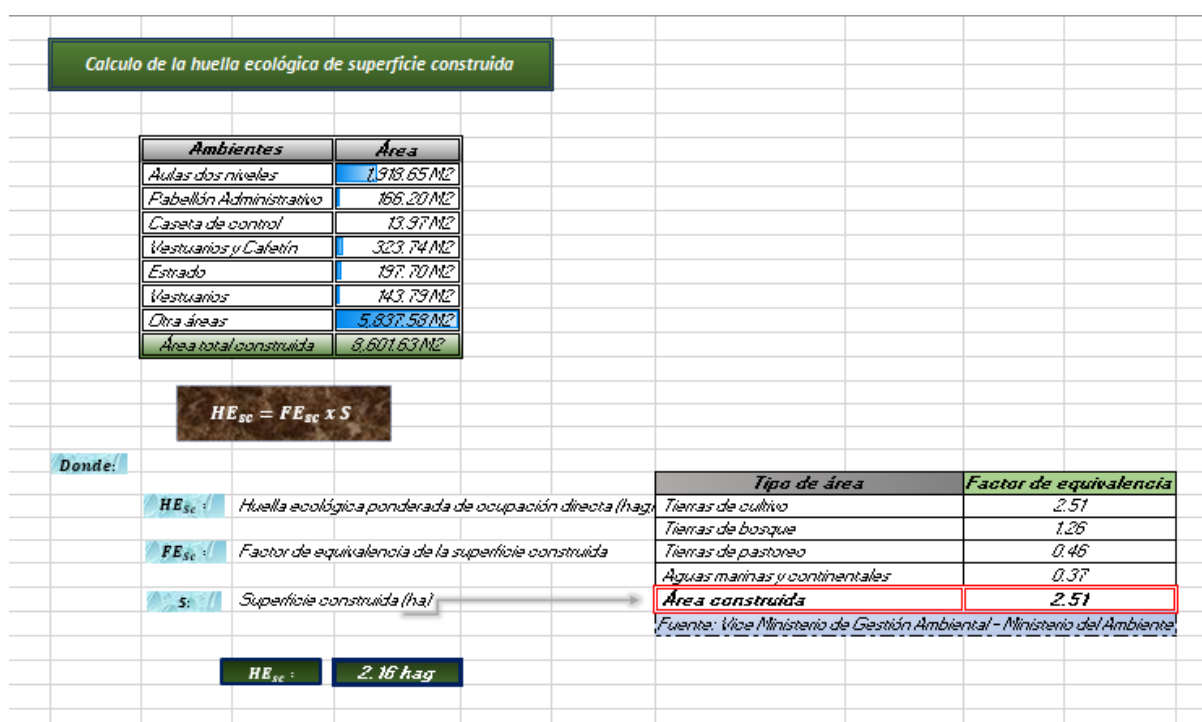 Calculo de la huella ecológica de superficie construida
Ambientes Área
Aulas dos niveles 1,918.65 M2
Pabellón Administrativo 166.20 M2
Caseta de control 13.97 M2
Vestuarios y Cafetín 323.74 M2
Estrado 197.70 M2
Vestuarios 143.79 M2
Otra áreas 5,837.58 M2
Área total construida 8,601.63 M2
HEsc = FEsc x S
Donde:
HESc : Huella ecológica ponderada de ocupación directa (hag)
FESc : Factor de equivalencia de la superficie construida
S: Superficie construida (ha)
Tipo de área Factor de equivalencia
Tierras de cultivo 2.51
Tierras de bosque 1.26
Tierras de pastoreo 0.46
Aguas marinas y continentales 0.37
Área construida 2.51
Fuente: Vice Ministerio de Gestión Ambiental - Ministerio del Ambiente
HEsc : 2.16 hag